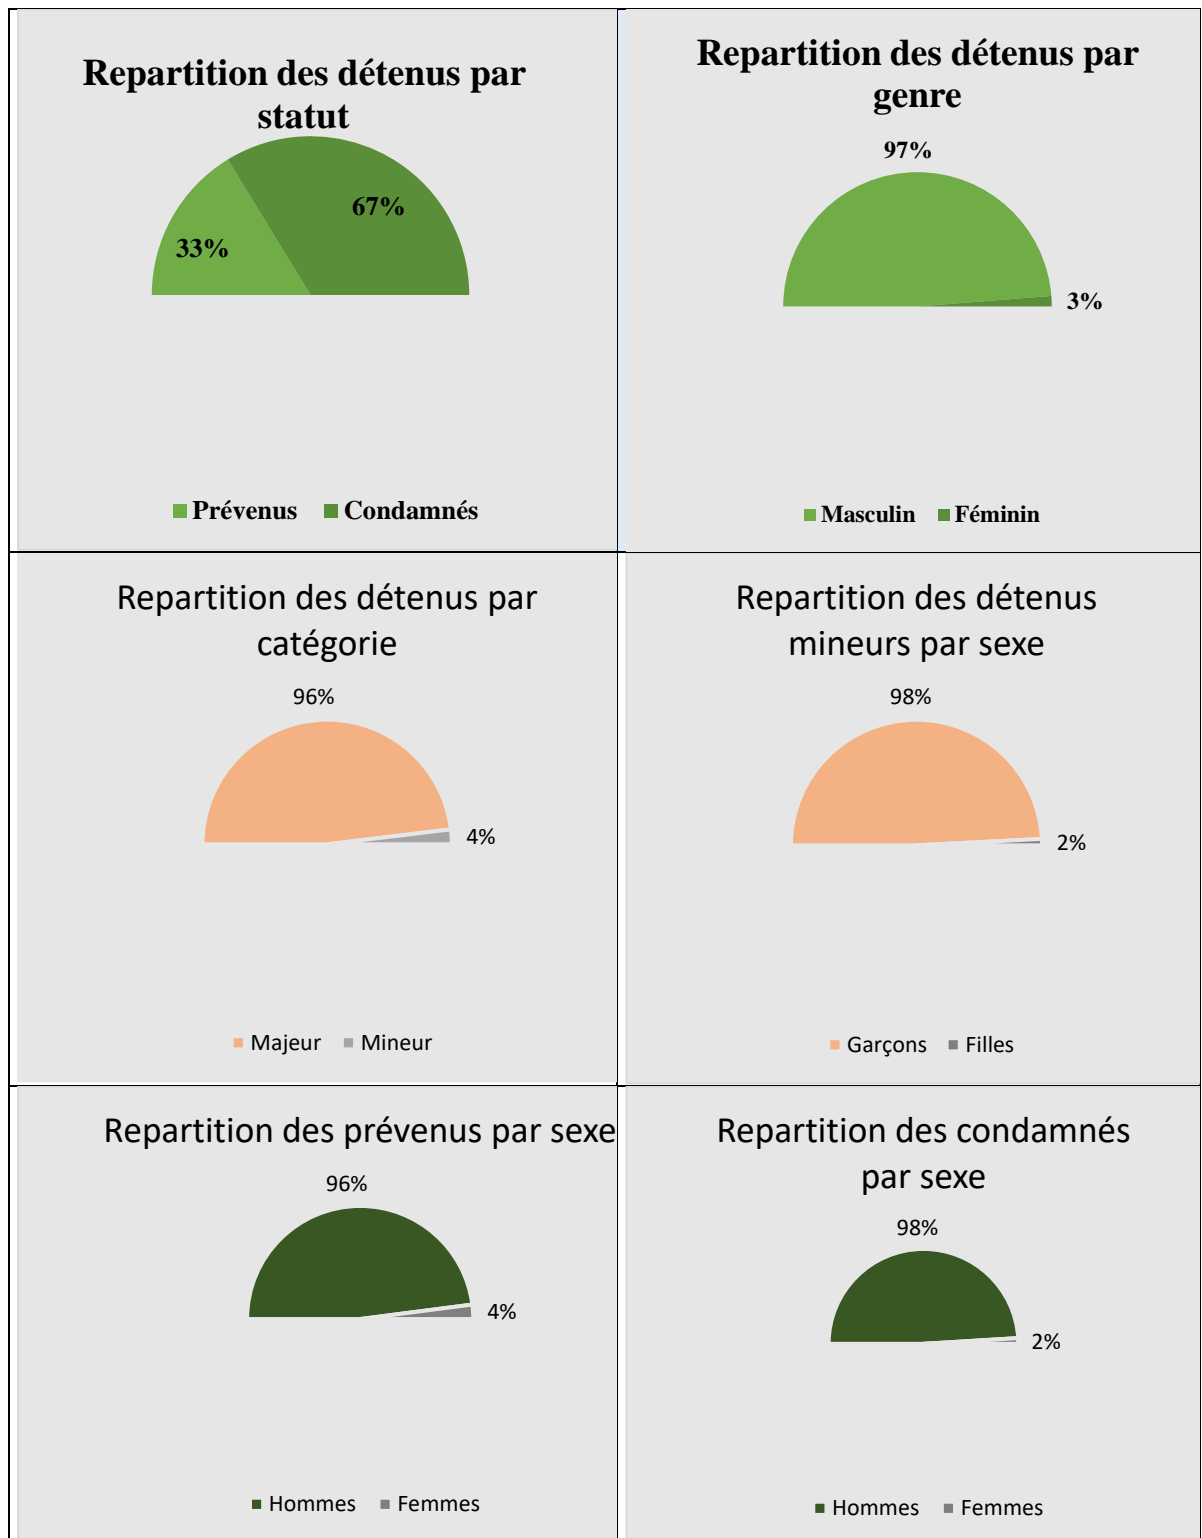 Repartition des détenus par
statut
67%
33%
Prévenus Condamnés
Repartition des détenus par
genre
97%
3%
Masculin Féminin
Repartition des détenus par
catégorie
96%
4%
Majeur Mineur
Repartition des détenus
mineurs par sexe
98%
2%
Garçons Filles
Repartition des prévenus par sexe
96%
4%
Hommes Femmes
Repartition des condamnés
par sexe
98%
2%
Hommes Femmes